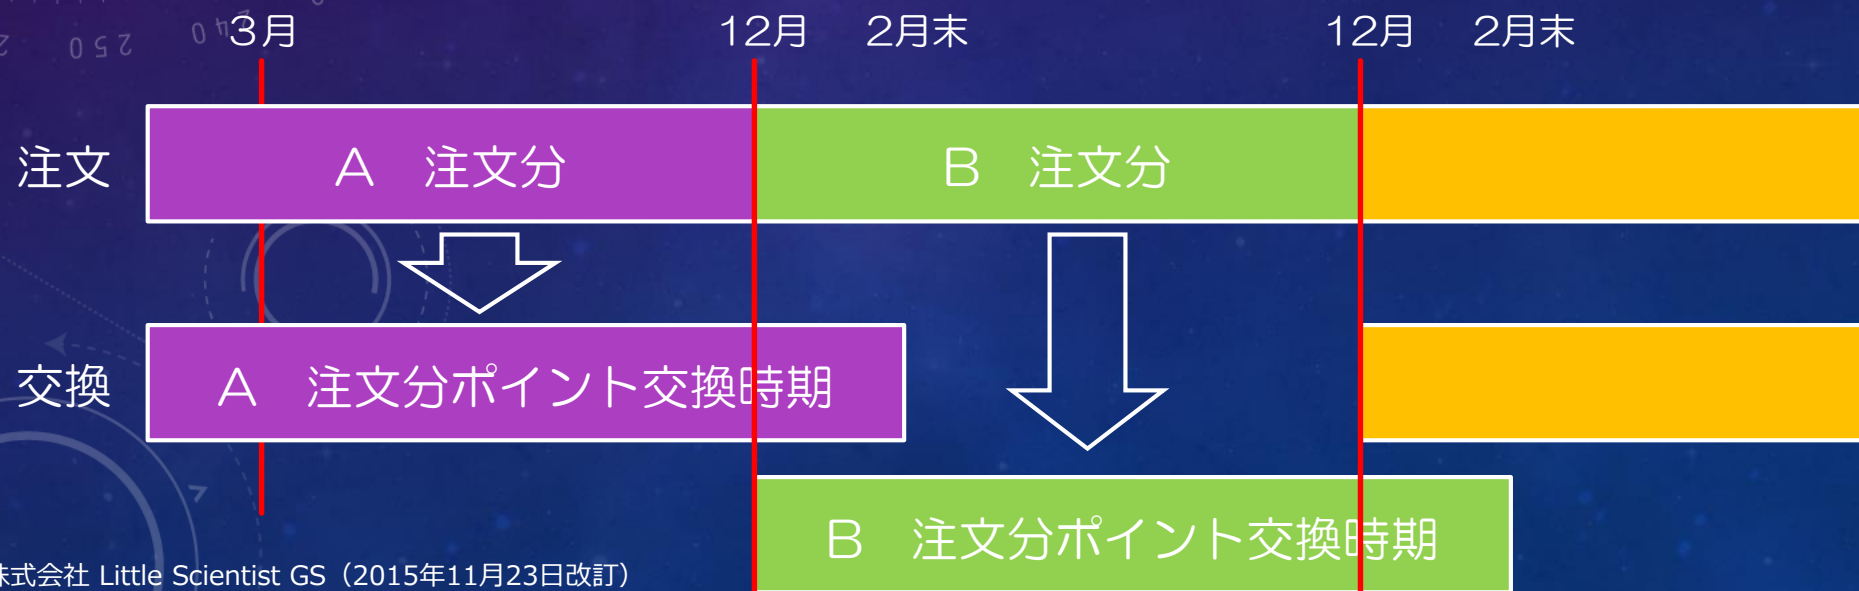 3月 12月 2月末 12月 2月末
250 240
注文 A 注文分 B 注文分
交換 A 注文分ポイント交換時期
B 注文分ポイント交換時期
式会社 Little Scientist GS（2015年11月23日改訂）